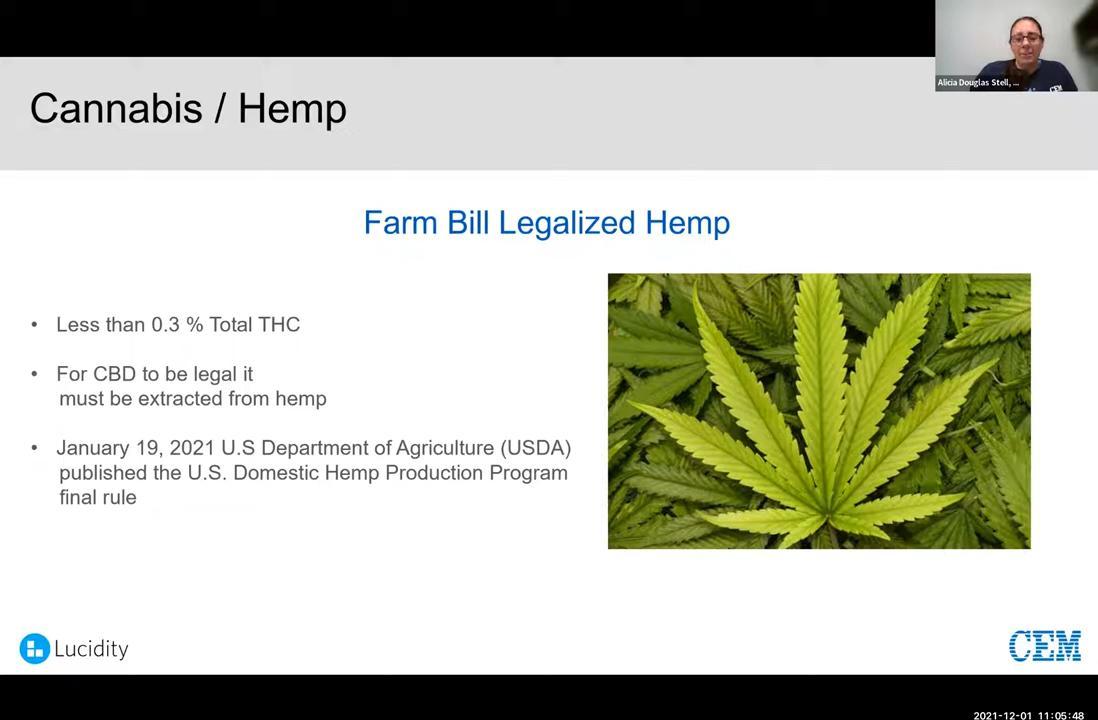 Alicia Douglas Stell, ...
CEM
Cannabis / Hemp
Farm Bill Legalized Hemp
• Less than 0.3 % Total THC
• For CBD to be legal it
must be extracted from hemp
• January 19, 2021 U.S Department of Agriculture (USDA)
published the U.S. Domestic Hemp Production Program
final rule
Lucidity
CEM
2021-12-01 11:05:48